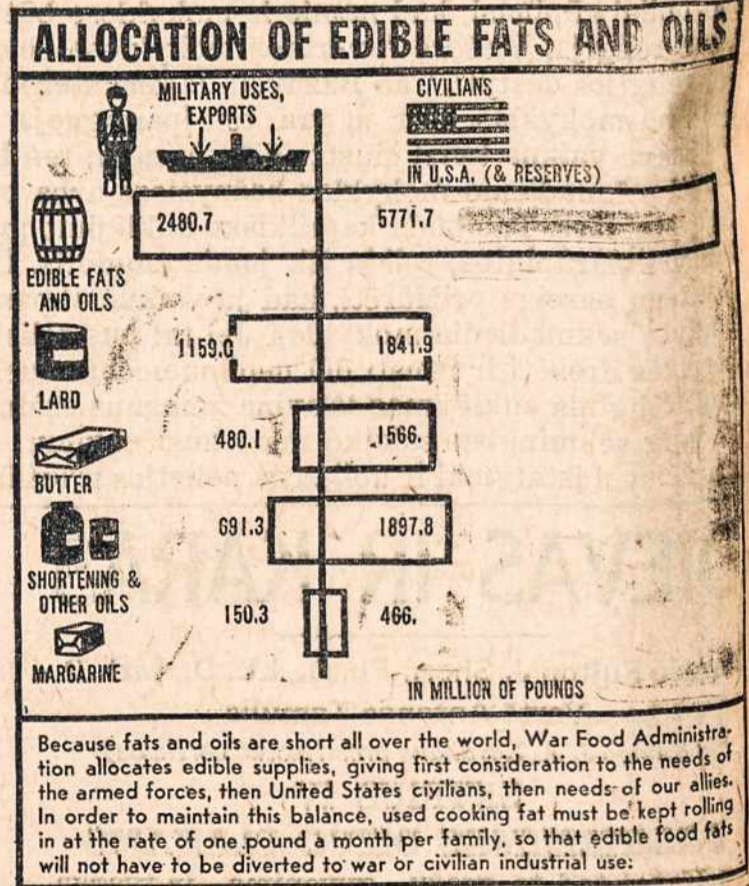 ALLOCATION OF EDIBLE FATS AND OILS
MILITARY USES,
EXPORTS
CIVILIANS
IN U.S.A. (& RESERVES)
2480.7 5771.7
EDIBLE FATS
AND OILS
1159.0 1841.9
LARD
480.1 1566.
BUTTER
691.3 1897.8
SHORTENING &
OTHER OILS
150.3 466.
MARGARINE
IN MILLION OF POUNDS
Because fats and oils are short all over the world, War Food Administra-
tion allocates edible supplies, giving first consideration to the needs of
the armed forces, then United States civilians, then needs of our allies.
In order to maintain this balance, used cooking fat must be kept rolling
in at the rate of one pound a month per family, so that edible food fats
will not have to be diverted to war or civilian industrial use: